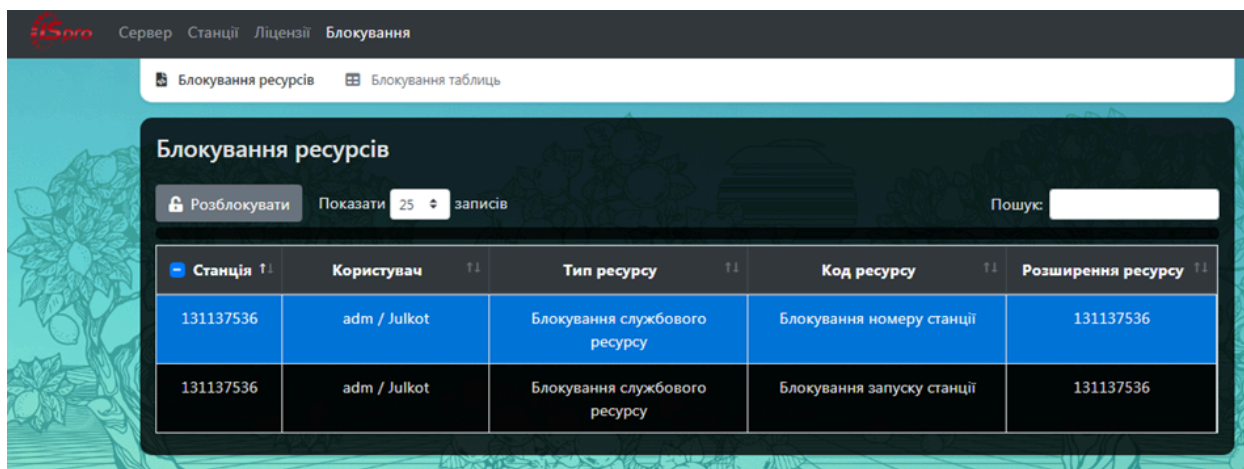 iSpro Сервер Станції Ліцензії Блокування
Блокування ресурсів Блокування таблиць
Блокування ресурсів
Розблокувати Показати 25 записів Пошук:
Станція Користувач Тип ресурсу Код ресурсу Розширення ресурсу
131137536 adm / Julkot Блокування службового ресурсу Блокування номеру станції 131137536
131137536 adm / Julkot Блокування службового ресурсу Блокування запуску станції 131137536